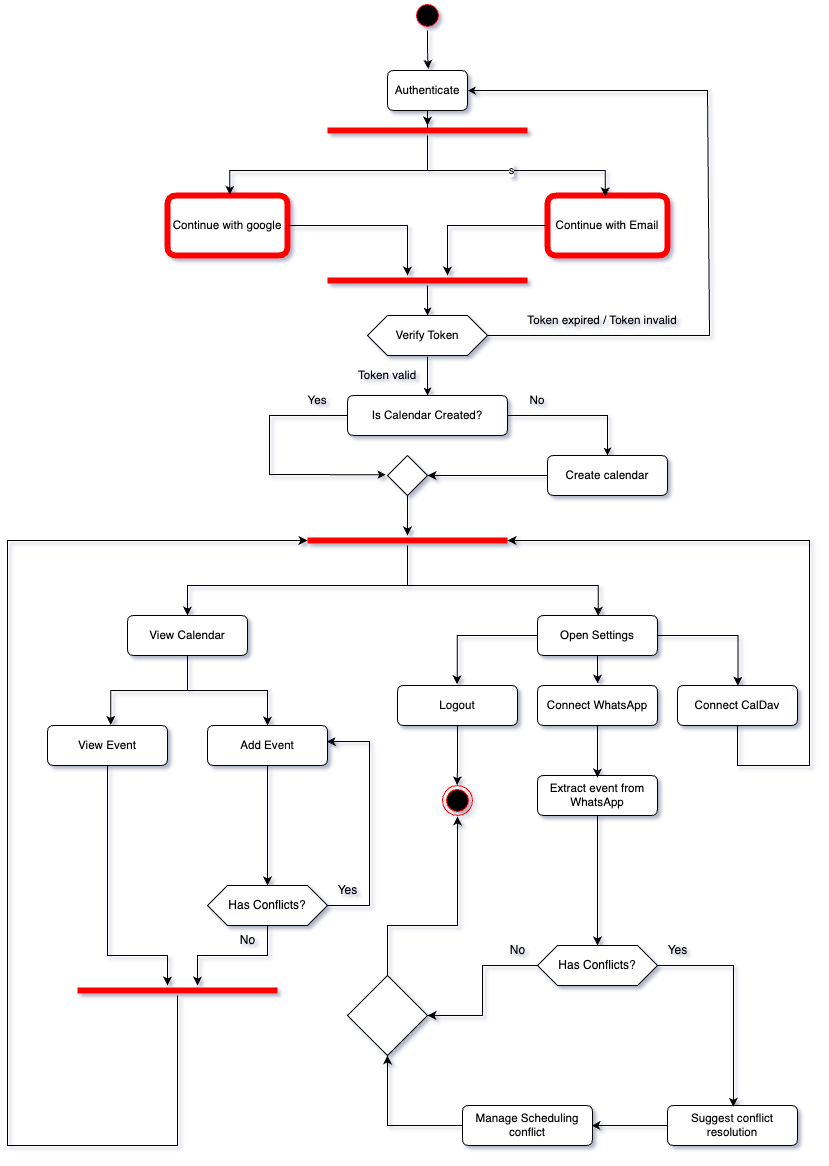 Authenticate
s
Continue with google
Continue with Email
Token expired / Token invalid
Verify Token
Token valid
Yes
No
Is Calendar Created?
Create calendar
View Calendar
Open Settings
Logout
Connect WhatsApp
Connect CalDav
View Event
Add Event
Extract event from
WhatsApp
Yes
Has Conflicts?
No
No
Yes
Has Conflicts?
Manage Scheduling
conflict
Suggest conflict
resolution